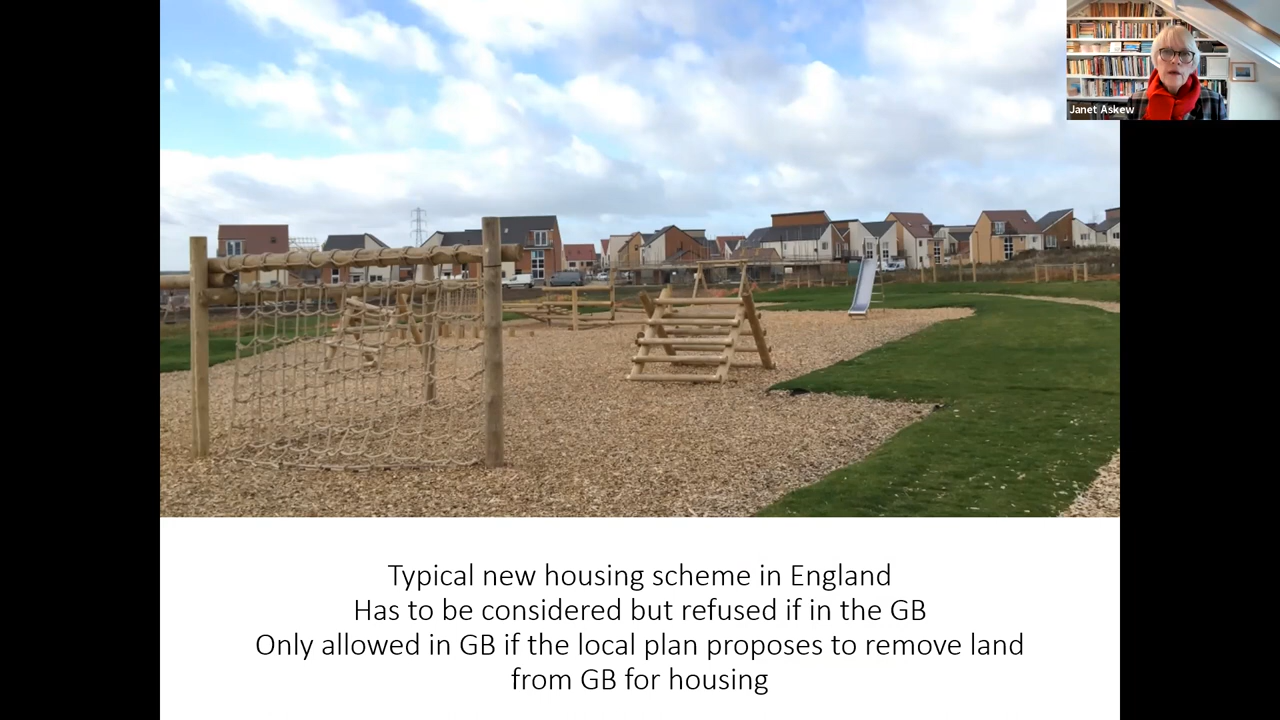 Janet Askew
Typical new housing scheme in England
Has to be considered but refused if in the GB
Only allowed in GB if the local plan proposes to remove land
from GB for housing